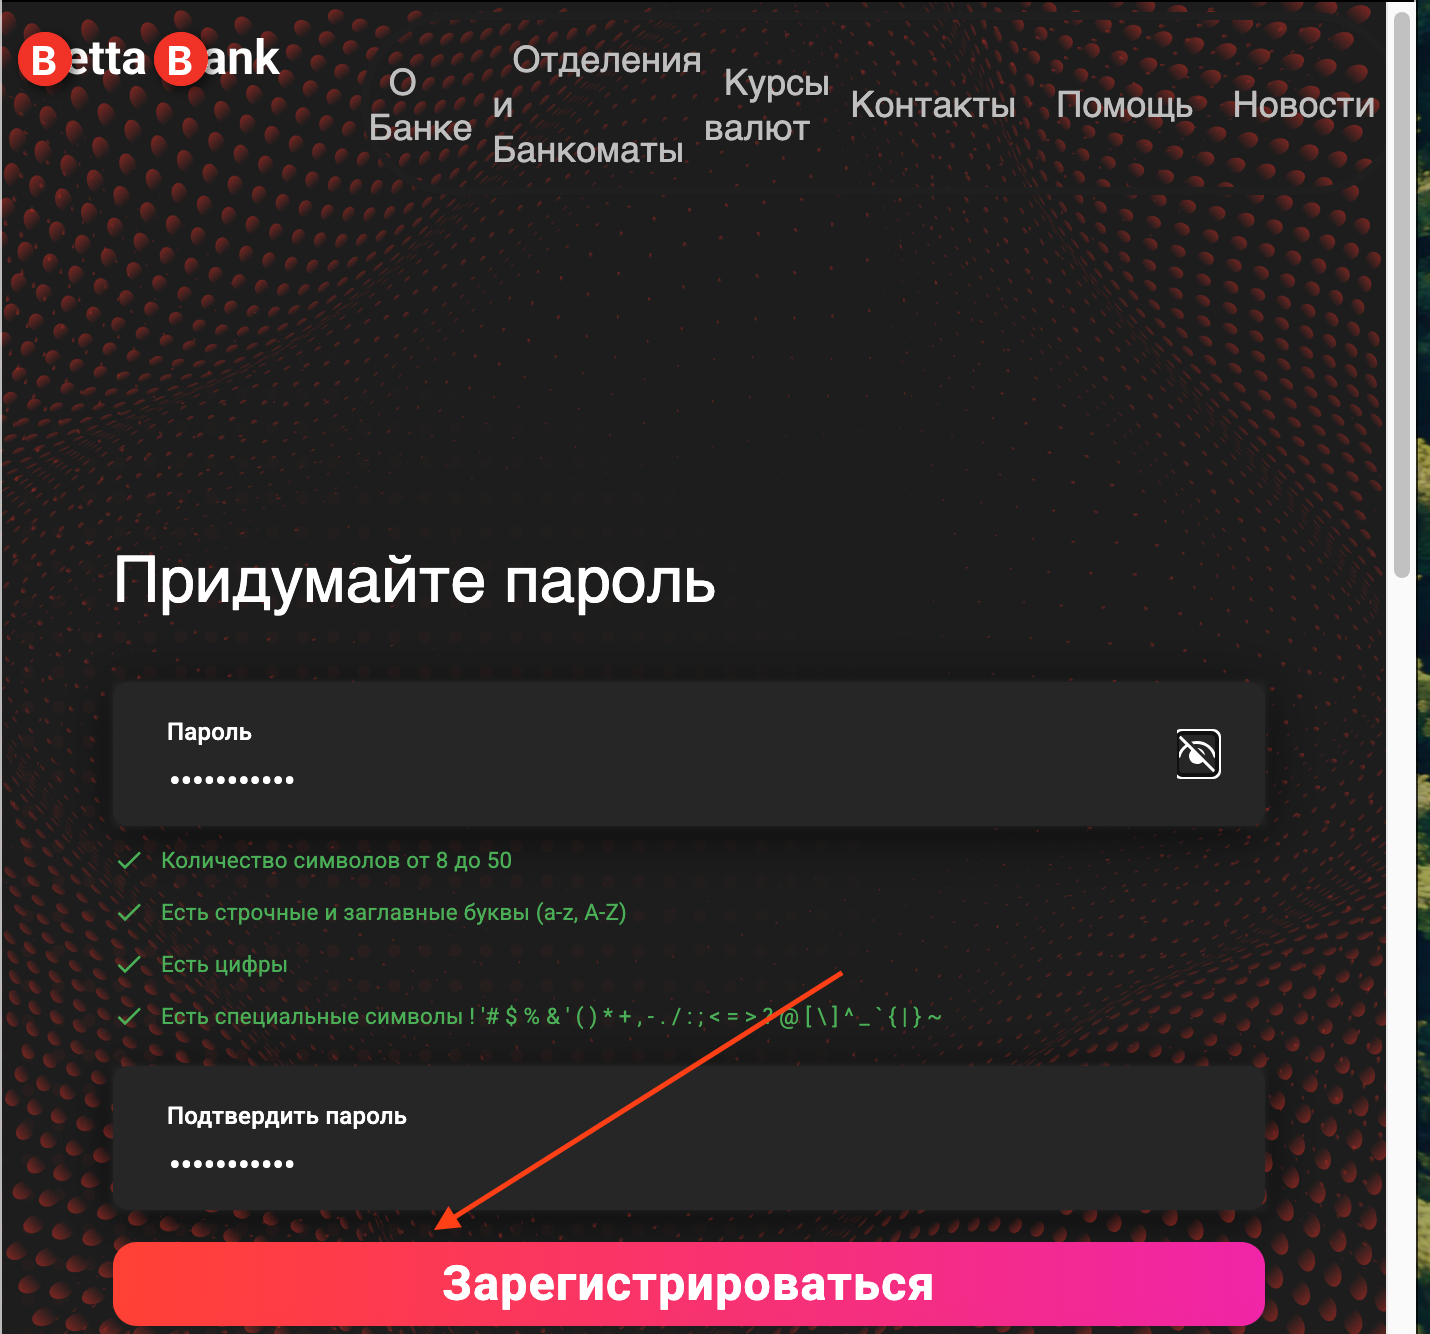 Betta Bank
О Банке
Отделения и Банкоматы
Курсы валют
Контакты
Помощь
Новости
Придумайте пароль
Пароль
•••••••••••
Количество символов от 8 до 50
Есть строчные и заглавные буквы (a-z, A-Z)
Есть цифры
Есть специальные символы ! '# $ % & ' ( ) * + , - . / : ; < = > ? @ [ \ ] ^ _ ` { | } ~
Подтвердить пароль
•••••••••••
Зарегистрироваться